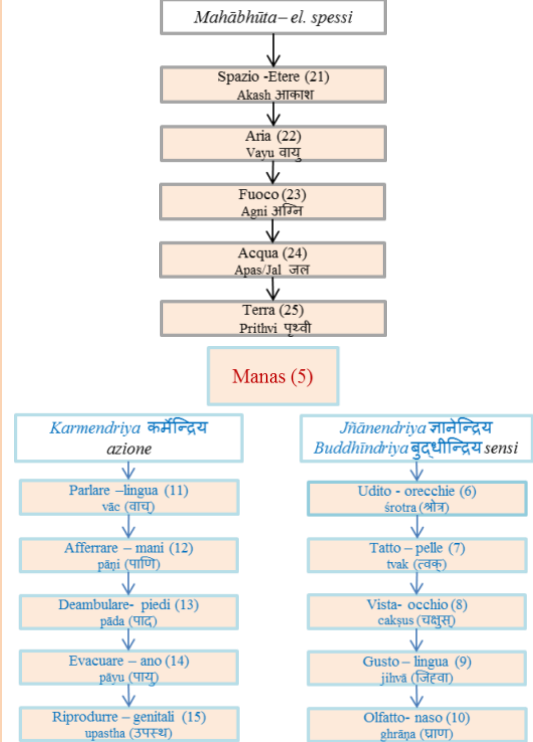 Mahābhūta– el. spessi
Spazio -Etere (21)
Akash आकाश
Aria (22)
Vayu वायु
Fuoco (23)
Agni अग्नि
Acqua (24)
Apas/Jal जल
Terra (25)
Prithvi पृथ्वी
Manas (5)
Karmendriya कर्मेन्द्रिय
azione
Parlare –lingua (11)
vāc (वाच्)
Afferrare – mani (12)
pāṇi (पाणि)
Deambulare- piedi (13)
pāda (पाद)
Evacuare – ano (14)
pāyu (पायु)
Riprodurre – genitali (15)
upastha (उपस्थ)
Jñānendriya ज्ञानेन्द्रिय
Buddhīndriya बुद्धीन्द्रिय sensi
Udito - orecchie (6)
śrotra (श्रोत्र)
Tatto – pelle (7)
tvak (त्वक्)
Vista- occhio (8)
cakṣus (चक्षुस्)
Gusto – lingua (9)
jihvā (जिह्वा)
Olfatto- naso (10)
ghrāṇa (घ्राण)